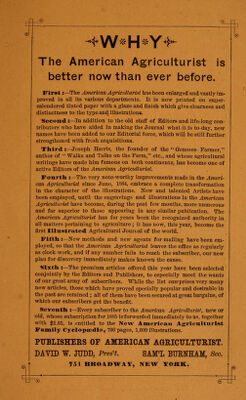 W·H·Y
The American Agriculturist is
better now than ever before.
First:—The American Agriculturist has been enlarged and vastly im-
proved in all its various departments. It is now printed on super-
calendered tinted paper with a glaze and finish which give clearness and
distinctness to the type and illustrations.
Second:—In addition to the old staff of Editors and life-long con-
tributors who have aided in making the Journal what it is to-day, new
names have been added to our Editorial force, which will be still further
strengthened with fresh acquisitions.
Third:—Joseph Harris, the founder of the "Genesee Farmer,"
author of "Walks and Talks on the Farm," etc., and whose agricultural
writings have made him famous on both continents, has become one of
active Editors of the American Agriculturist.
Fourth:—The very noteworthy improvements made in the Ameri-
can Agriculturist since June, 1884, embrace a complete transformation
in the character of the illustrations. New and talented Artists have
been employed, until the engravings and illustrations in the American
Agriculturist have become, during the past few months, more numerous
and far superior to those appearing in any similar publication. The
American Agriculturist has for years been the recognized authority in
all matters pertaining to agriculture; it has now, this year, become the
first Illustrated Agricultural Journal of the world.
Fifth:—New methods and new agents for mailing have been em-
ployed, so that the American Agriculturist leaves the office as regularly
as clock work, and if any number fails to reach the subscriber, our new
plan for discovery immediately makes known the cause.
Sixth:—The premium articles offered this year have been selected
conjointly by the Editors and Publisher, to especially meet the wants
of our great army of subscribers. While the list comprises very many
new articles, those which have proved specially popular and desirable in
the past are retained; all of them have been secured at great bargains, of
which our subscribers get the benefit.
Seventh:—Every subscriber to the American Agriculturist, new or
old, whose subscription for 1885 is forwarded immediately to us, together
with $1.65, is entitled to the New American Agriculturist
Family Cyclopædia, 700 pages, 1,000 illustrations.
PUBLISHERS OF AMERICAN AGRICULTURIST.
DAVID W. JUDD, Pres't. SAM'L BURNHAM, Sec.
751 BROADWAY, NEW YORK.